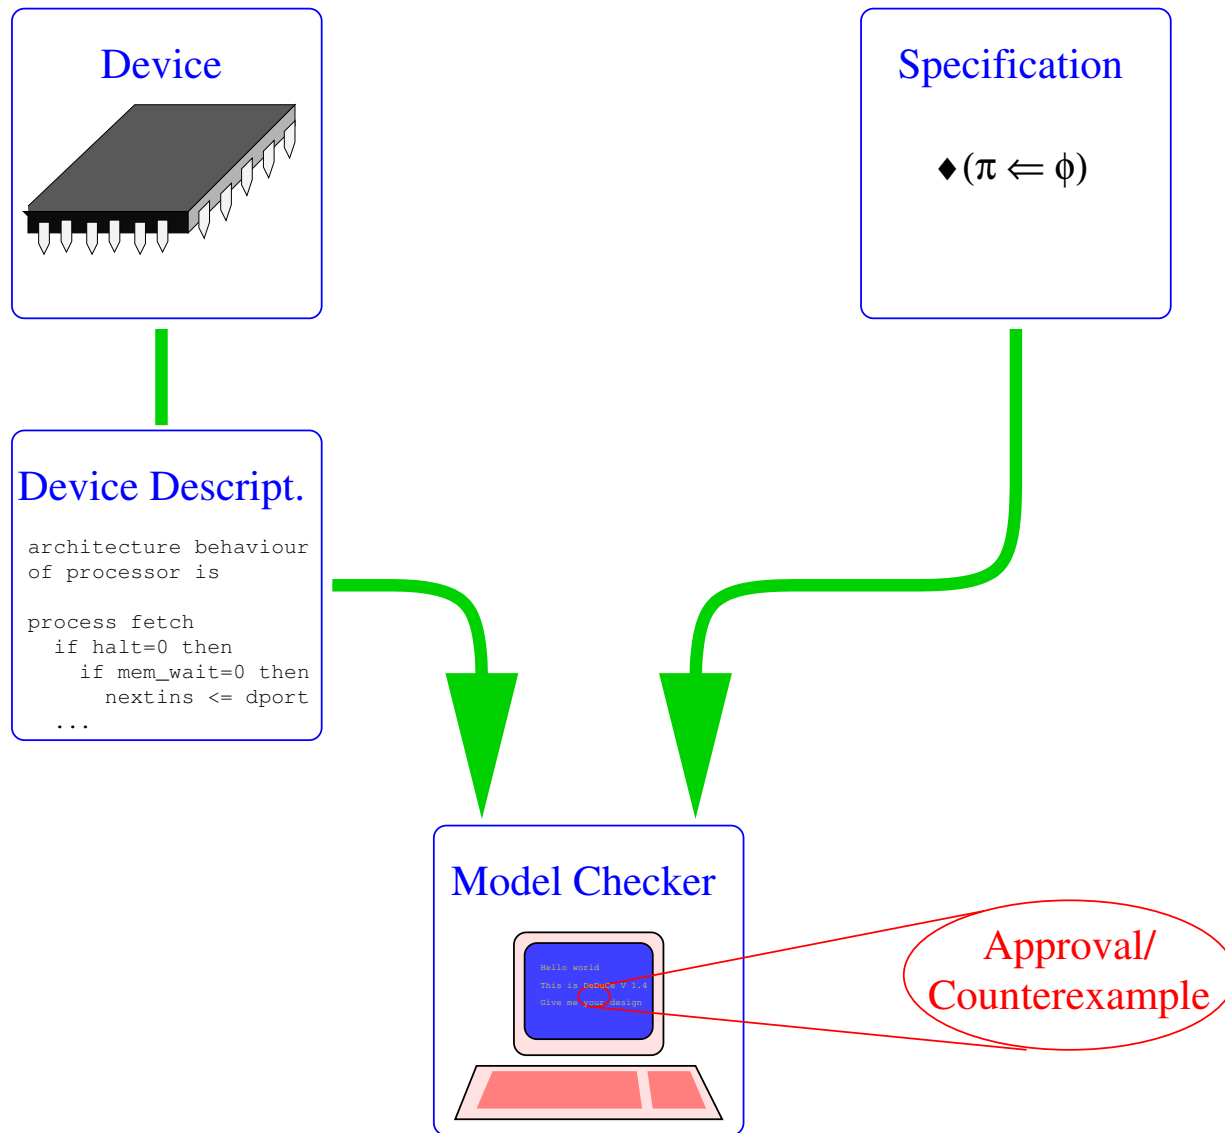 Device
Specification
♦(π ⇐ ϕ)
Device Descript.
architecture behaviour
of processor is
process fetch
if halt=0 then
if mem_wait=0 then
nextins <= dport
...
Model Checker
Hello world
This is DeDuCe V 1.4
Give me your design
Approval/
Counterexample